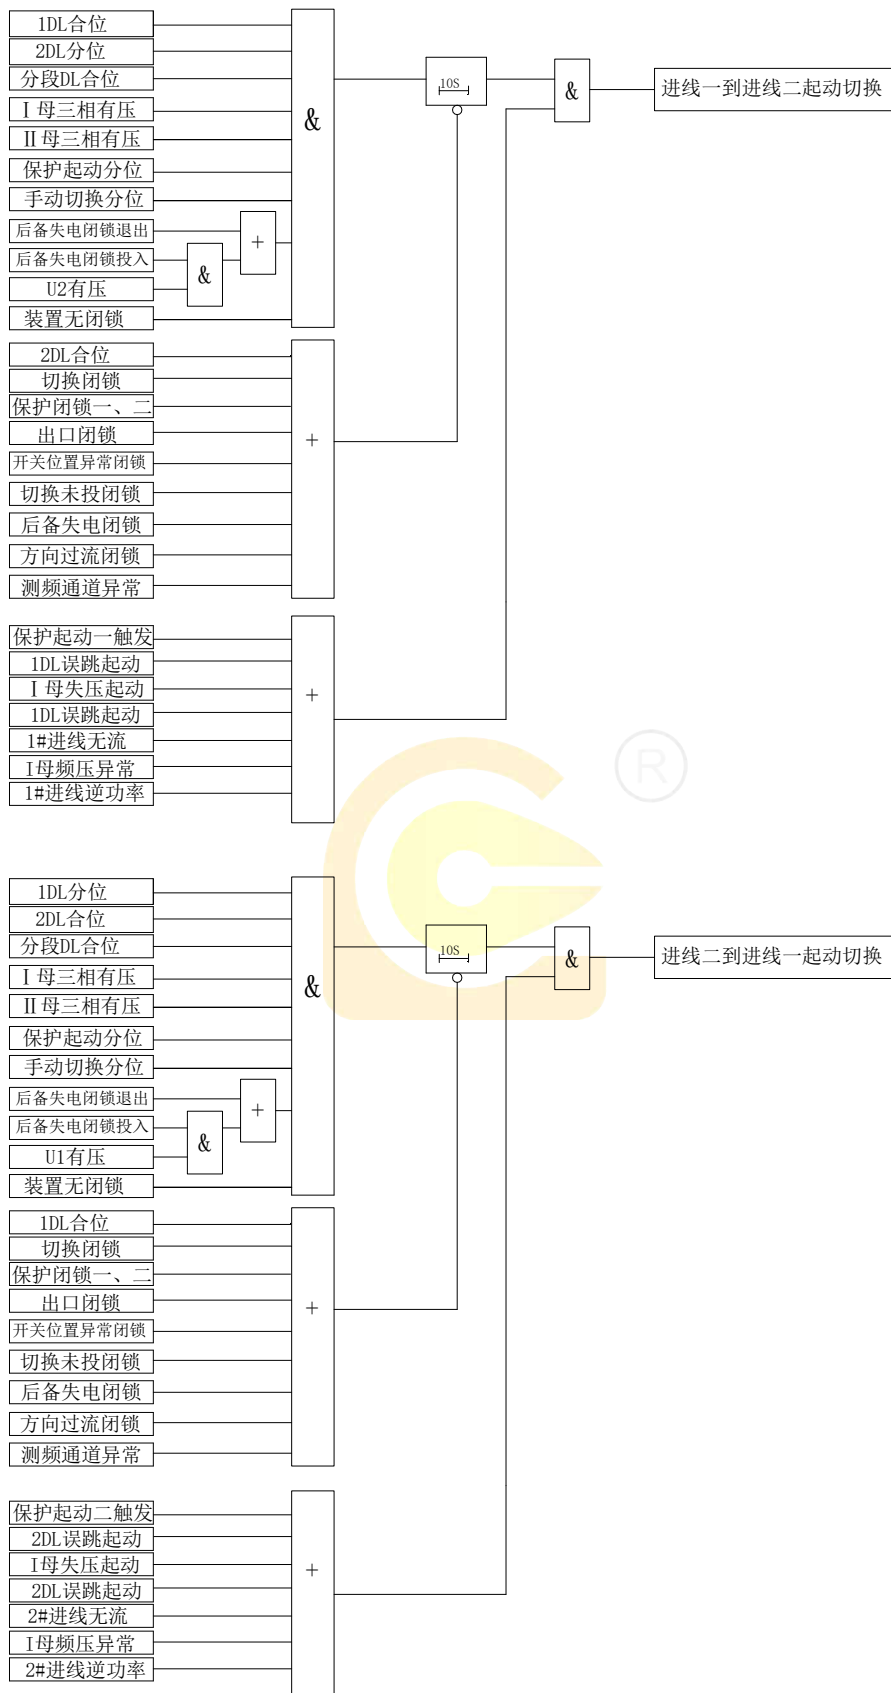 1DL合位
2DL分位
分段DL合位
Ⅰ母三相有压
Ⅱ母三相有压
保护起动分位
手动切换分位
后备失电闭锁退出
后备失电闭锁投入
U2有压
装置无闭锁
&
+
&
10S
&
进线一到进线二起动切换
2DL合位
切换闭锁
保护闭锁一、二
出口闭锁
开关位置异常闭锁
切换未投闭锁
后备失电闭锁
方向过流闭锁
测频通道异常
+
保护起动一触发
1DL误跳起动
Ⅰ母失压起动
1DL误跳起动
1#进线无流
I母频压异常
1#进线逆功率
+
R
1DL分位
2DL合位
分段DL合位
Ⅰ母三相有压
Ⅱ母三相有压
保护起动分位
手动切换分位
后备失电闭锁退出
后备失电闭锁投入
U1有压
装置无闭锁
&
+
&
10S
&
进线二到进线一起动切换
1DL合位
切换闭锁
保护闭锁一、二
出口闭锁
开关位置异常闭锁
切换未投闭锁
后备失电闭锁
方向过流闭锁
测频通道异常
+
保护起动二触发
2DL误跳起动
I母失压起动
2DL误跳起动
2#进线无流
I母频压异常
2#进线逆功率
+